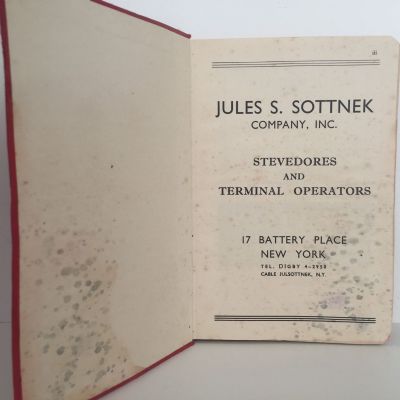 iii
JULES S. SOTTNEK
COMPANY, INC.
STEVEDORES
AND
TERMINAL OPERATORS
17 BATTERY PLACE
NEW YORK
TEL. DIGBY 4-2958
CABLE JULSOTTNEK, N.Y.